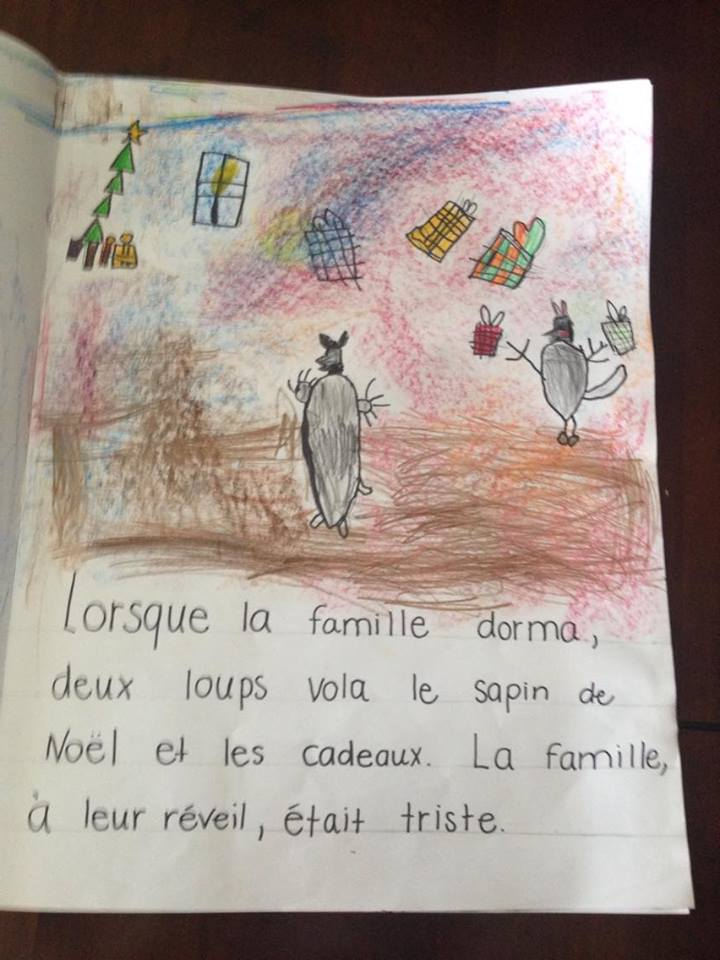 Lorsque la famille dorma,
deux loups vola le sapin de
Noël et les cadeaux. La famille,
à leur réveil, était triste.